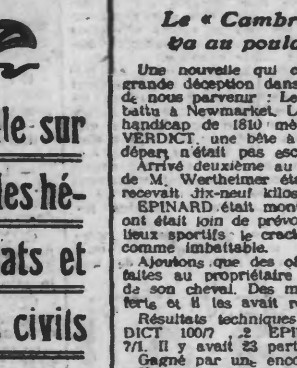 le sur
les hé-
ats et
civils
Le « Cambr
va au poulo
Une nouvelle qui c
grande déception dans
de nous parvenir : Le
battu à Newmarket. L
handicap de 1810 mè
VERDICT, une bête à
départ n'était pas esc
Arrivé deuxième au
de M. Wertheimer éta
recevait dix-neuf kilos
EPINARD était mon
ont était loin de prévo
lieux sportifs le crack
comme imbattable.
Ajoutons que des of
faites au propriétaire
de son cheval. Des m
ferts et il les avait r
Résultats techniques
DICT 100/7 2 EPI
7/1. Il y avait 23 part
Gagné par une enco